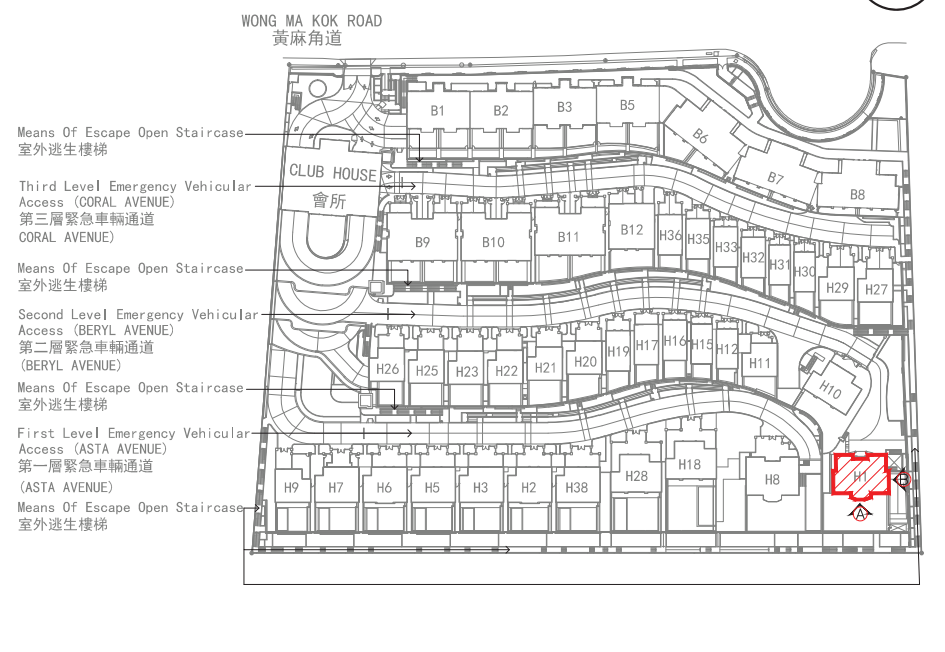 WONG MA KOK ROAD
黃麻角道
B1 B2 B3 B5
B6
B7
B8
Means Of Escape Open Staircase
室外逃生樓梯
CLUB HOUSE
會所
Third Level Emergency Vehicular
Access (CORAL AVENUE)
第三層緊急車輛通道
CORAL AVENUE)
B9 B10 B11 B12 H36 H35 H33 H32 H31 H30 H29 H27
Means Of Escape Open Staircase
室外逃生樓梯
Second Level Emergency Vehicular
Access (BERYL AVENUE)
第二層緊急車輛通道
(BERYL AVENUE)
H26 H25 H23 H22 H21 H20 H19 H17 H16 H15 H12 H11
H10
Means Of Escape Open Staircase
室外逃生樓梯
First Level Emergency Vehicular
Access (ASTA AVENUE)
第一層緊急車輛通道
(ASTA AVENUE)
H9 H7 H6 H5 H3 H2 H38 H28 H18 H8 H1
B
A
Means Of Escape Open Staircase
室外逃生樓梯